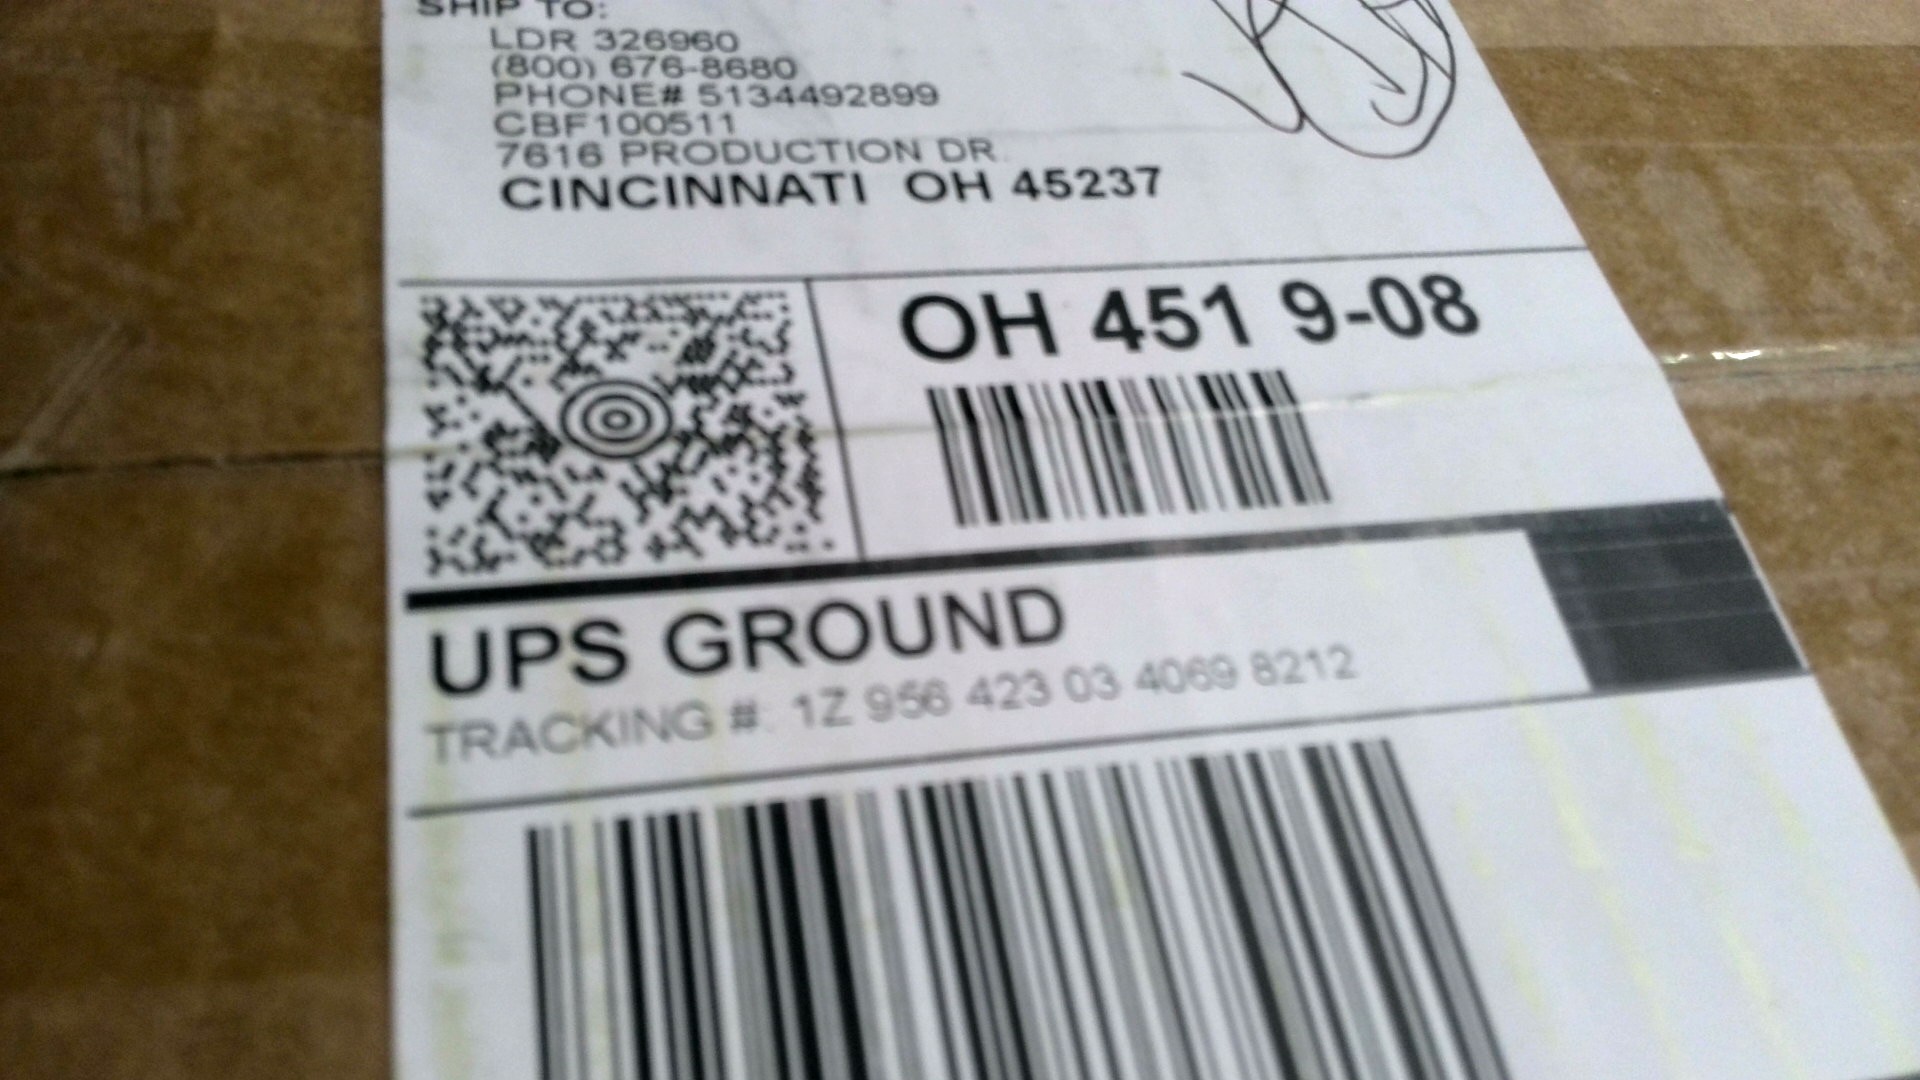 SHIP TO:
LDR 326960
(800) 676-8680
PHONE# 5134492899
CBF100511
7616 PRODUCTION DR
CINCINNATI OH 45237
OH 451 9-08
UPS GROUND
TRACKING #: 1Z 956 423 03 4069 8212